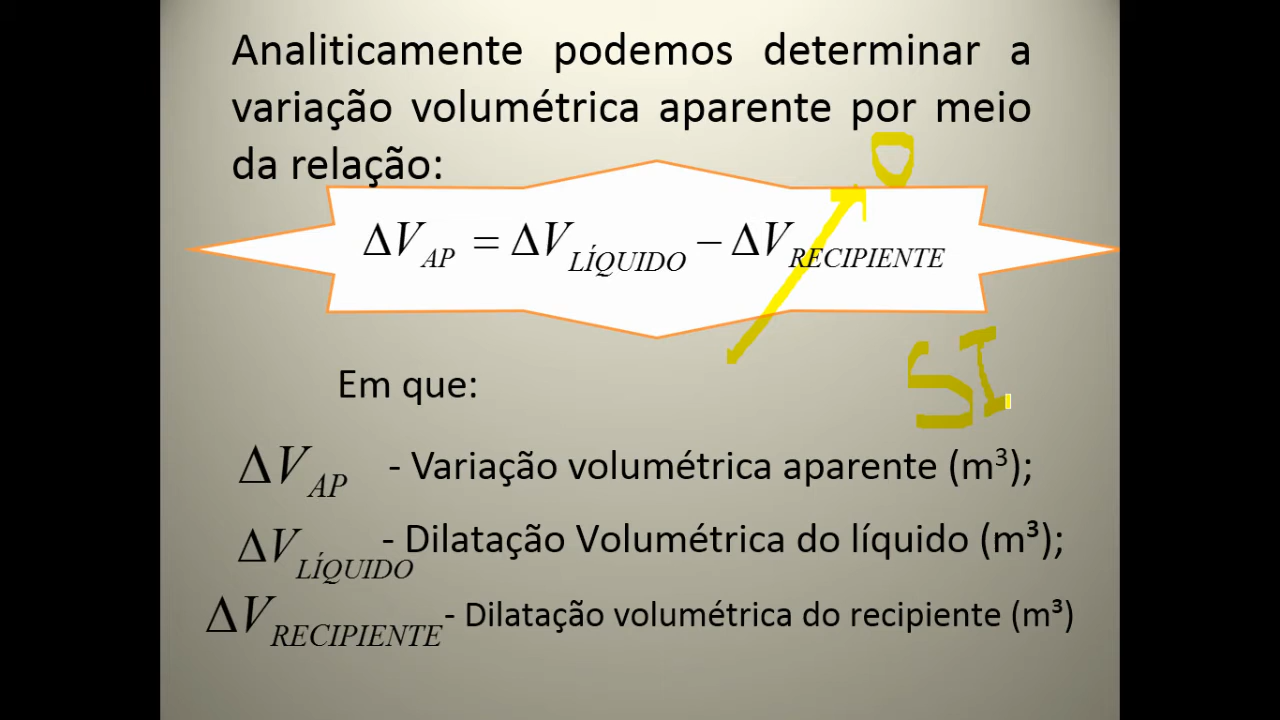 Analiticamente podemos determinar a
variação volumétrica aparente por meio
da relação:
O
ΔV_AP = ΔV_LÍQUIDO − ΔV_RECIPIENTE
SI
Em que:
ΔV_AP - Variação volumétrica aparente (m³);
ΔV_LÍQUIDO - Dilatação Volumétrica do líquido (m³);
ΔV_RECIPIENTE - Dilatação volumétrica do recipiente (m³)